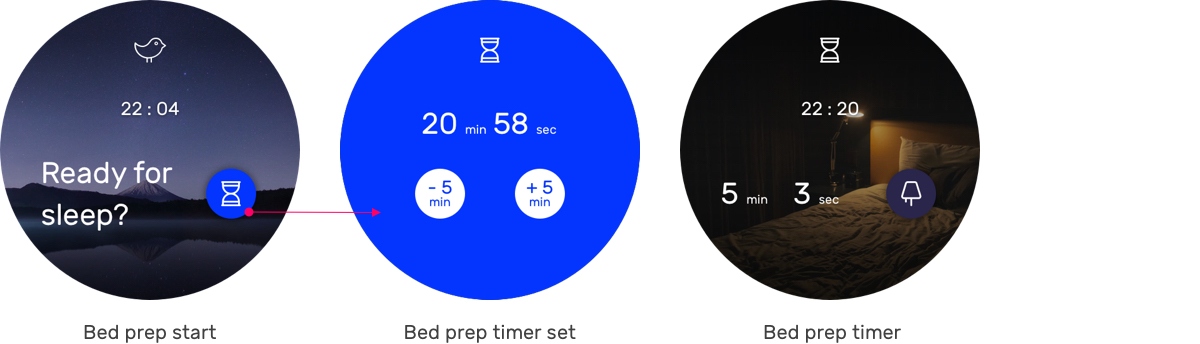 22 : 04
Ready for
sleep?
Bed prep start
20 min 58 sec
- 5
min
+ 5
min
Bed prep timer set
22 : 20
5 min 3 sec
Bed prep timer